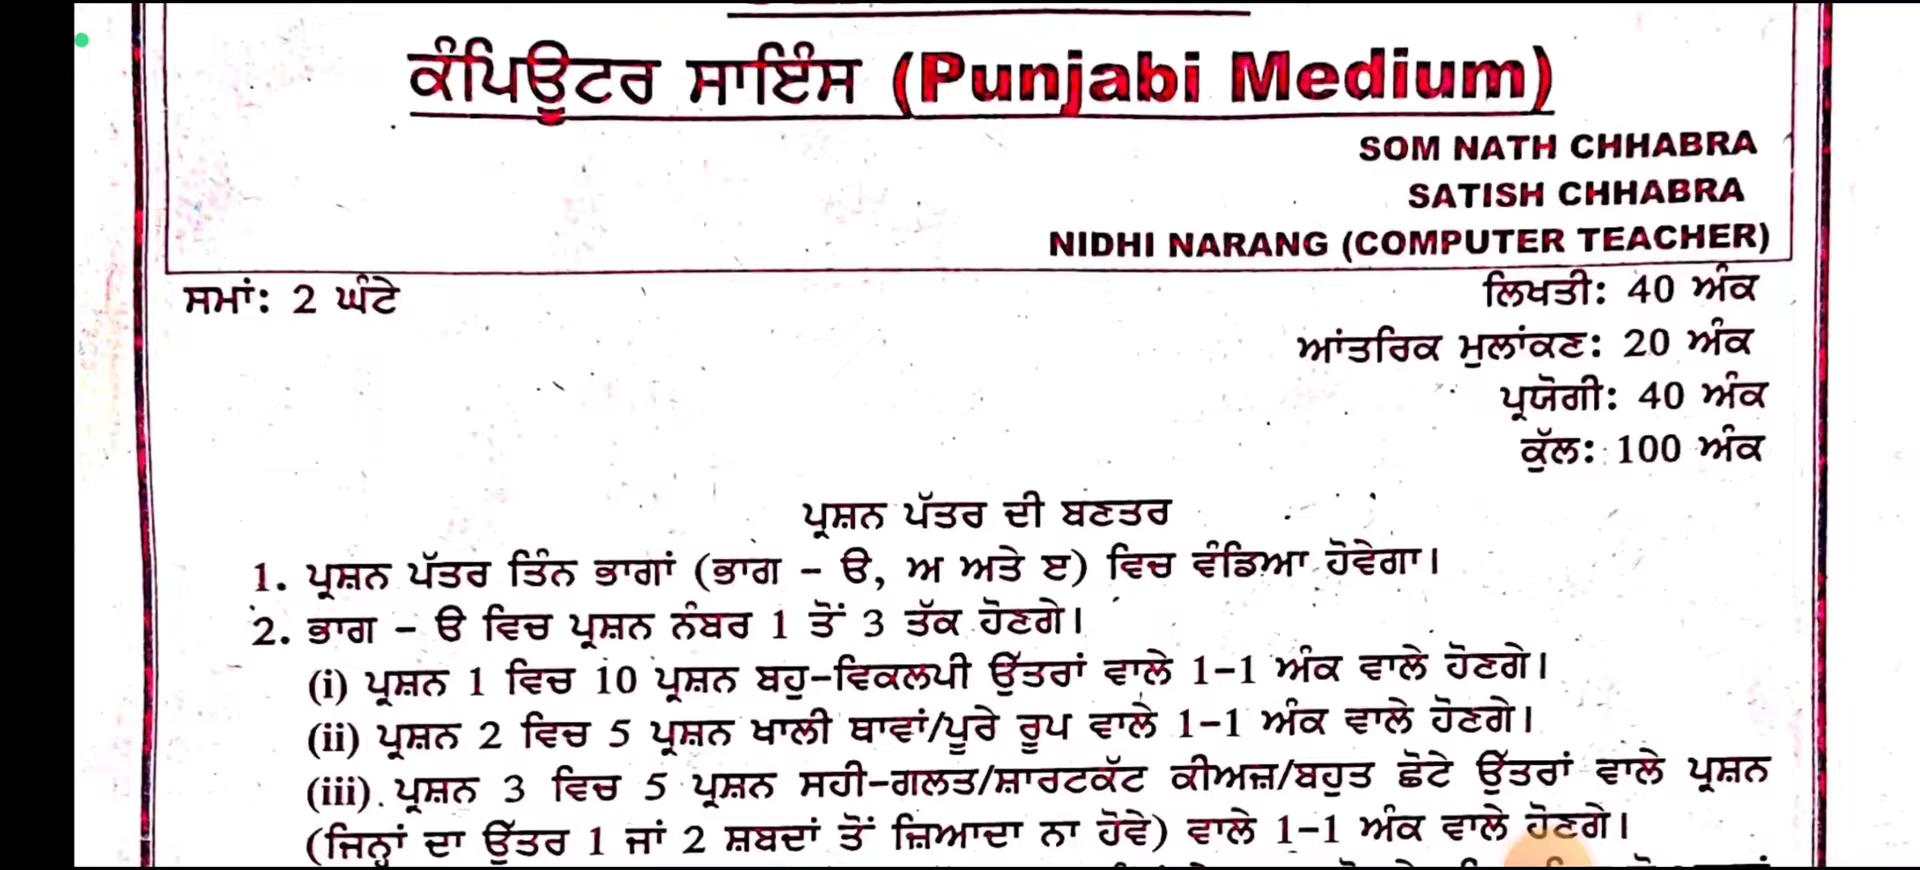 ਕੰਪਿਊਟਰ ਸਾਇੰਸ (Punjabi Medium)
SOM NATH CHHABRA
SATISH CHHABRA
NIDHI NARANG (COMPUTER TEACHER)
ਸਮਾਂ: 2 ਘੰਟੇ
ਲਿਖਤੀ: 40 ਅੰਕ
ਆਂਤਰਿਕ ਮੁਲਾਂਕਣ: 20 ਅੰਕ
ਪ੍ਰਯੋਗੀ: 40 ਅੰਕ
ਕੁੱਲ: 100 ਅੰਕ
ਪ੍ਰਸ਼ਨ ਪੱਤਰ ਦੀ ਬਣਤਰ
1. ਪ੍ਰਸ਼ਨ ਪੱਤਰ ਤਿੰਨ ਭਾਗਾਂ (ਭਾਗ – ੳ, ਅ ਅਤੇ ੲ) ਵਿਚ ਵੰਡਿਆ ਹੋਵੇਗਾ।
2. ਭਾਗ – ੳ ਵਿਚ ਪ੍ਰਸ਼ਨ ਨੰਬਰ 1 ਤੋਂ 3 ਤੱਕ ਹੋਣਗੇ।
(i) ਪ੍ਰਸ਼ਨ 1 ਵਿਚ 10 ਪ੍ਰਸ਼ਨ ਬਹੁ-ਵਿਕਲਪੀ ਉੱਤਰਾਂ ਵਾਲੇ 1-1 ਅੰਕ ਵਾਲੇ ਹੋਣਗੇ।
(ii) ਪ੍ਰਸ਼ਨ 2 ਵਿਚ 5 ਪ੍ਰਸ਼ਨ ਖਾਲੀ ਥਾਵਾਂ/ਪੂਰੇ ਰੂਪ ਵਾਲੇ 1-1 ਅੰਕ ਵਾਲੇ ਹੋਣਗੇ।
(iii) ਪ੍ਰਸ਼ਨ 3 ਵਿਚ 5 ਪ੍ਰਸ਼ਨ ਸਹੀ-ਗਲਤ/ਸ਼ਾਰਟਕੱਟ ਕੀਅਜ਼/ਬਹੁਤ ਛੋਟੇ ਉੱਤਰਾਂ ਵਾਲੇ ਪ੍ਰਸ਼ਨ
(ਜਿਨ੍ਹਾਂ ਦਾ ਉੱਤਰ 1 ਜਾਂ 2 ਸ਼ਬਦਾਂ ਤੋਂ ਜ਼ਿਆਦਾ ਨਾ ਹੋਵੇ) ਵਾਲੇ 1-1 ਅੰਕ ਵਾਲੇ ਹੋਣਗੇ।